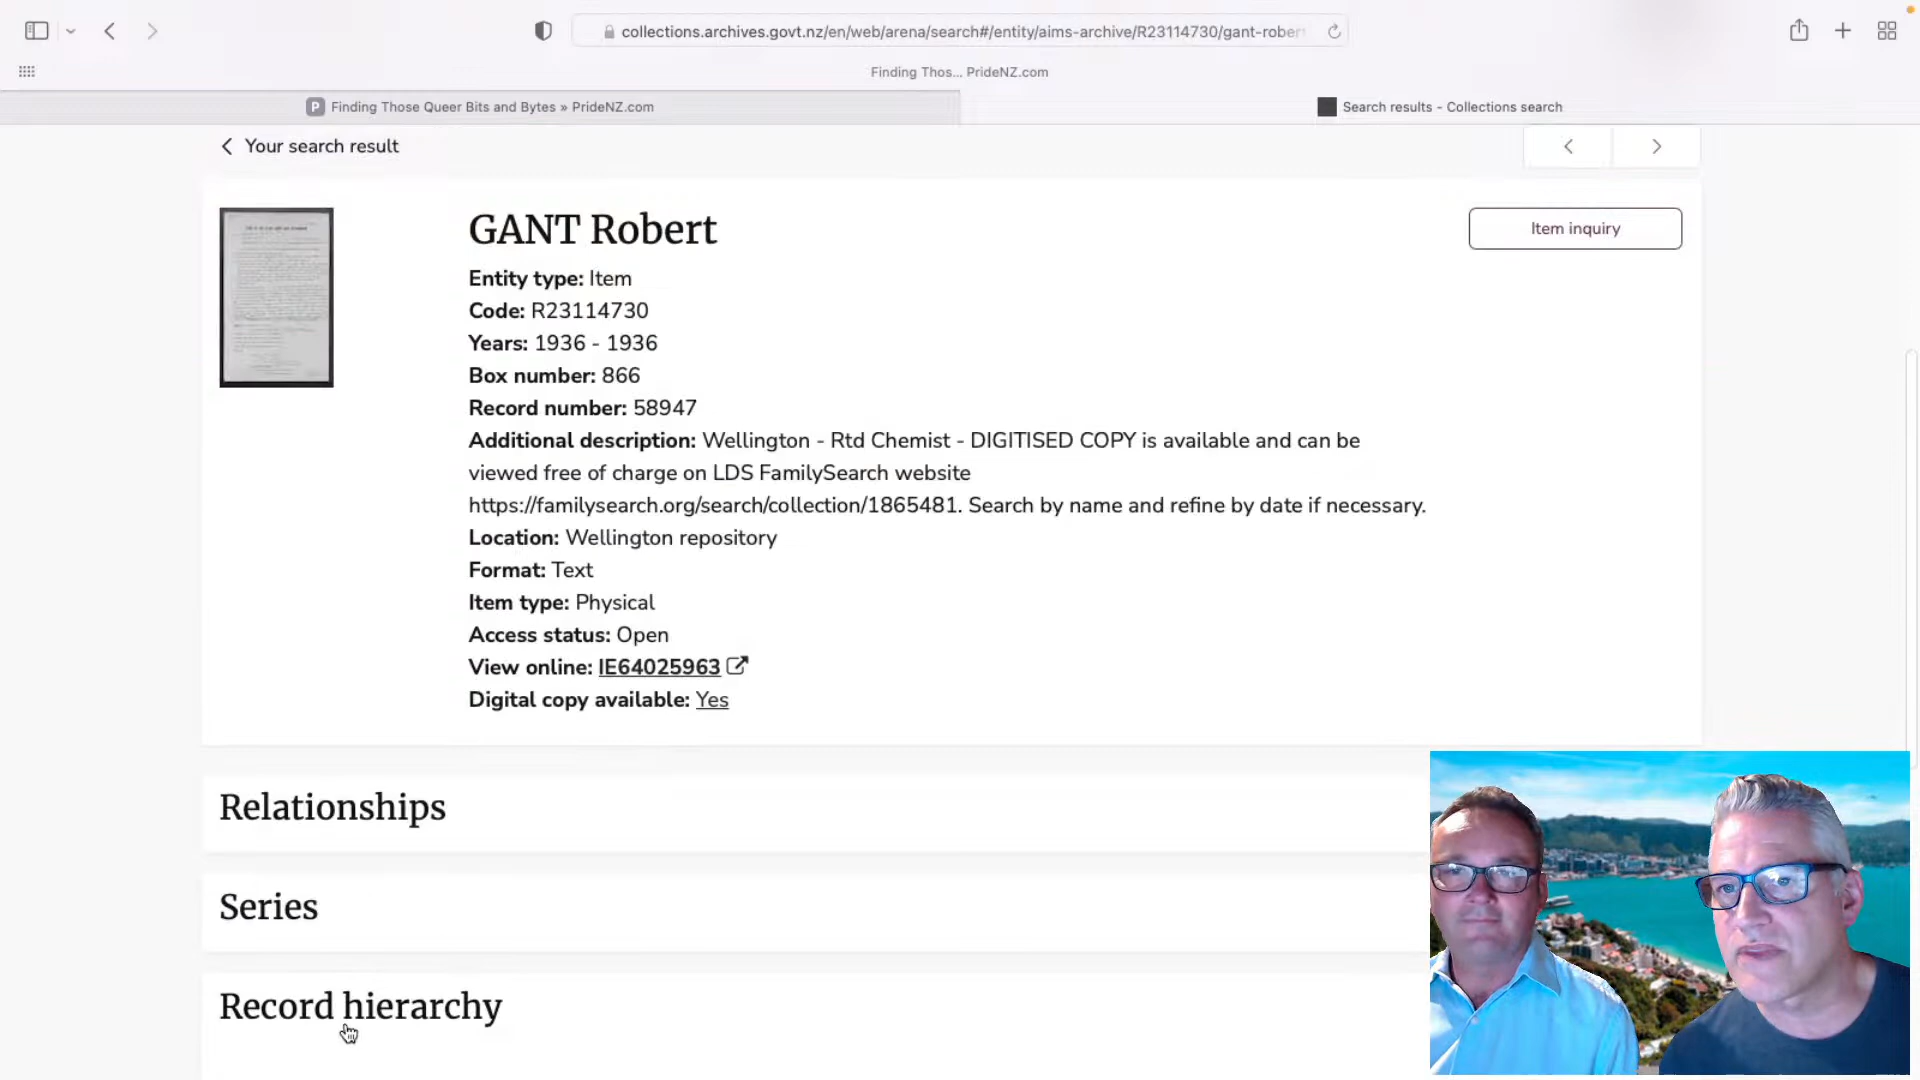 collections.archives.govt.nz/en/web/arena/search#/entity/aims-archive/R23114730/gant-rober
Finding Thos... PrideNZ.com
P Finding Those Queer Bits and Bytes » PrideNZ.com
Search results - Collections search
Your search result
GANT Robert
Item inquiry
Entity type: Item
Code: R23114730
Years: 1936 - 1936
Box number: 866
Record number: 58947
Additional description: Wellington - Rtd Chemist - DIGITISED COPY is available and can be
viewed free of charge on LDS FamilySearch website
https://familysearch.org/search/collection/1865481. Search by name and refine by date if necessary.
Location: Wellington repository
Format: Text
Item type: Physical
Access status: Open
View online: IE64025963
Digital copy available: Yes
Relationships
Series
Record hierarchy